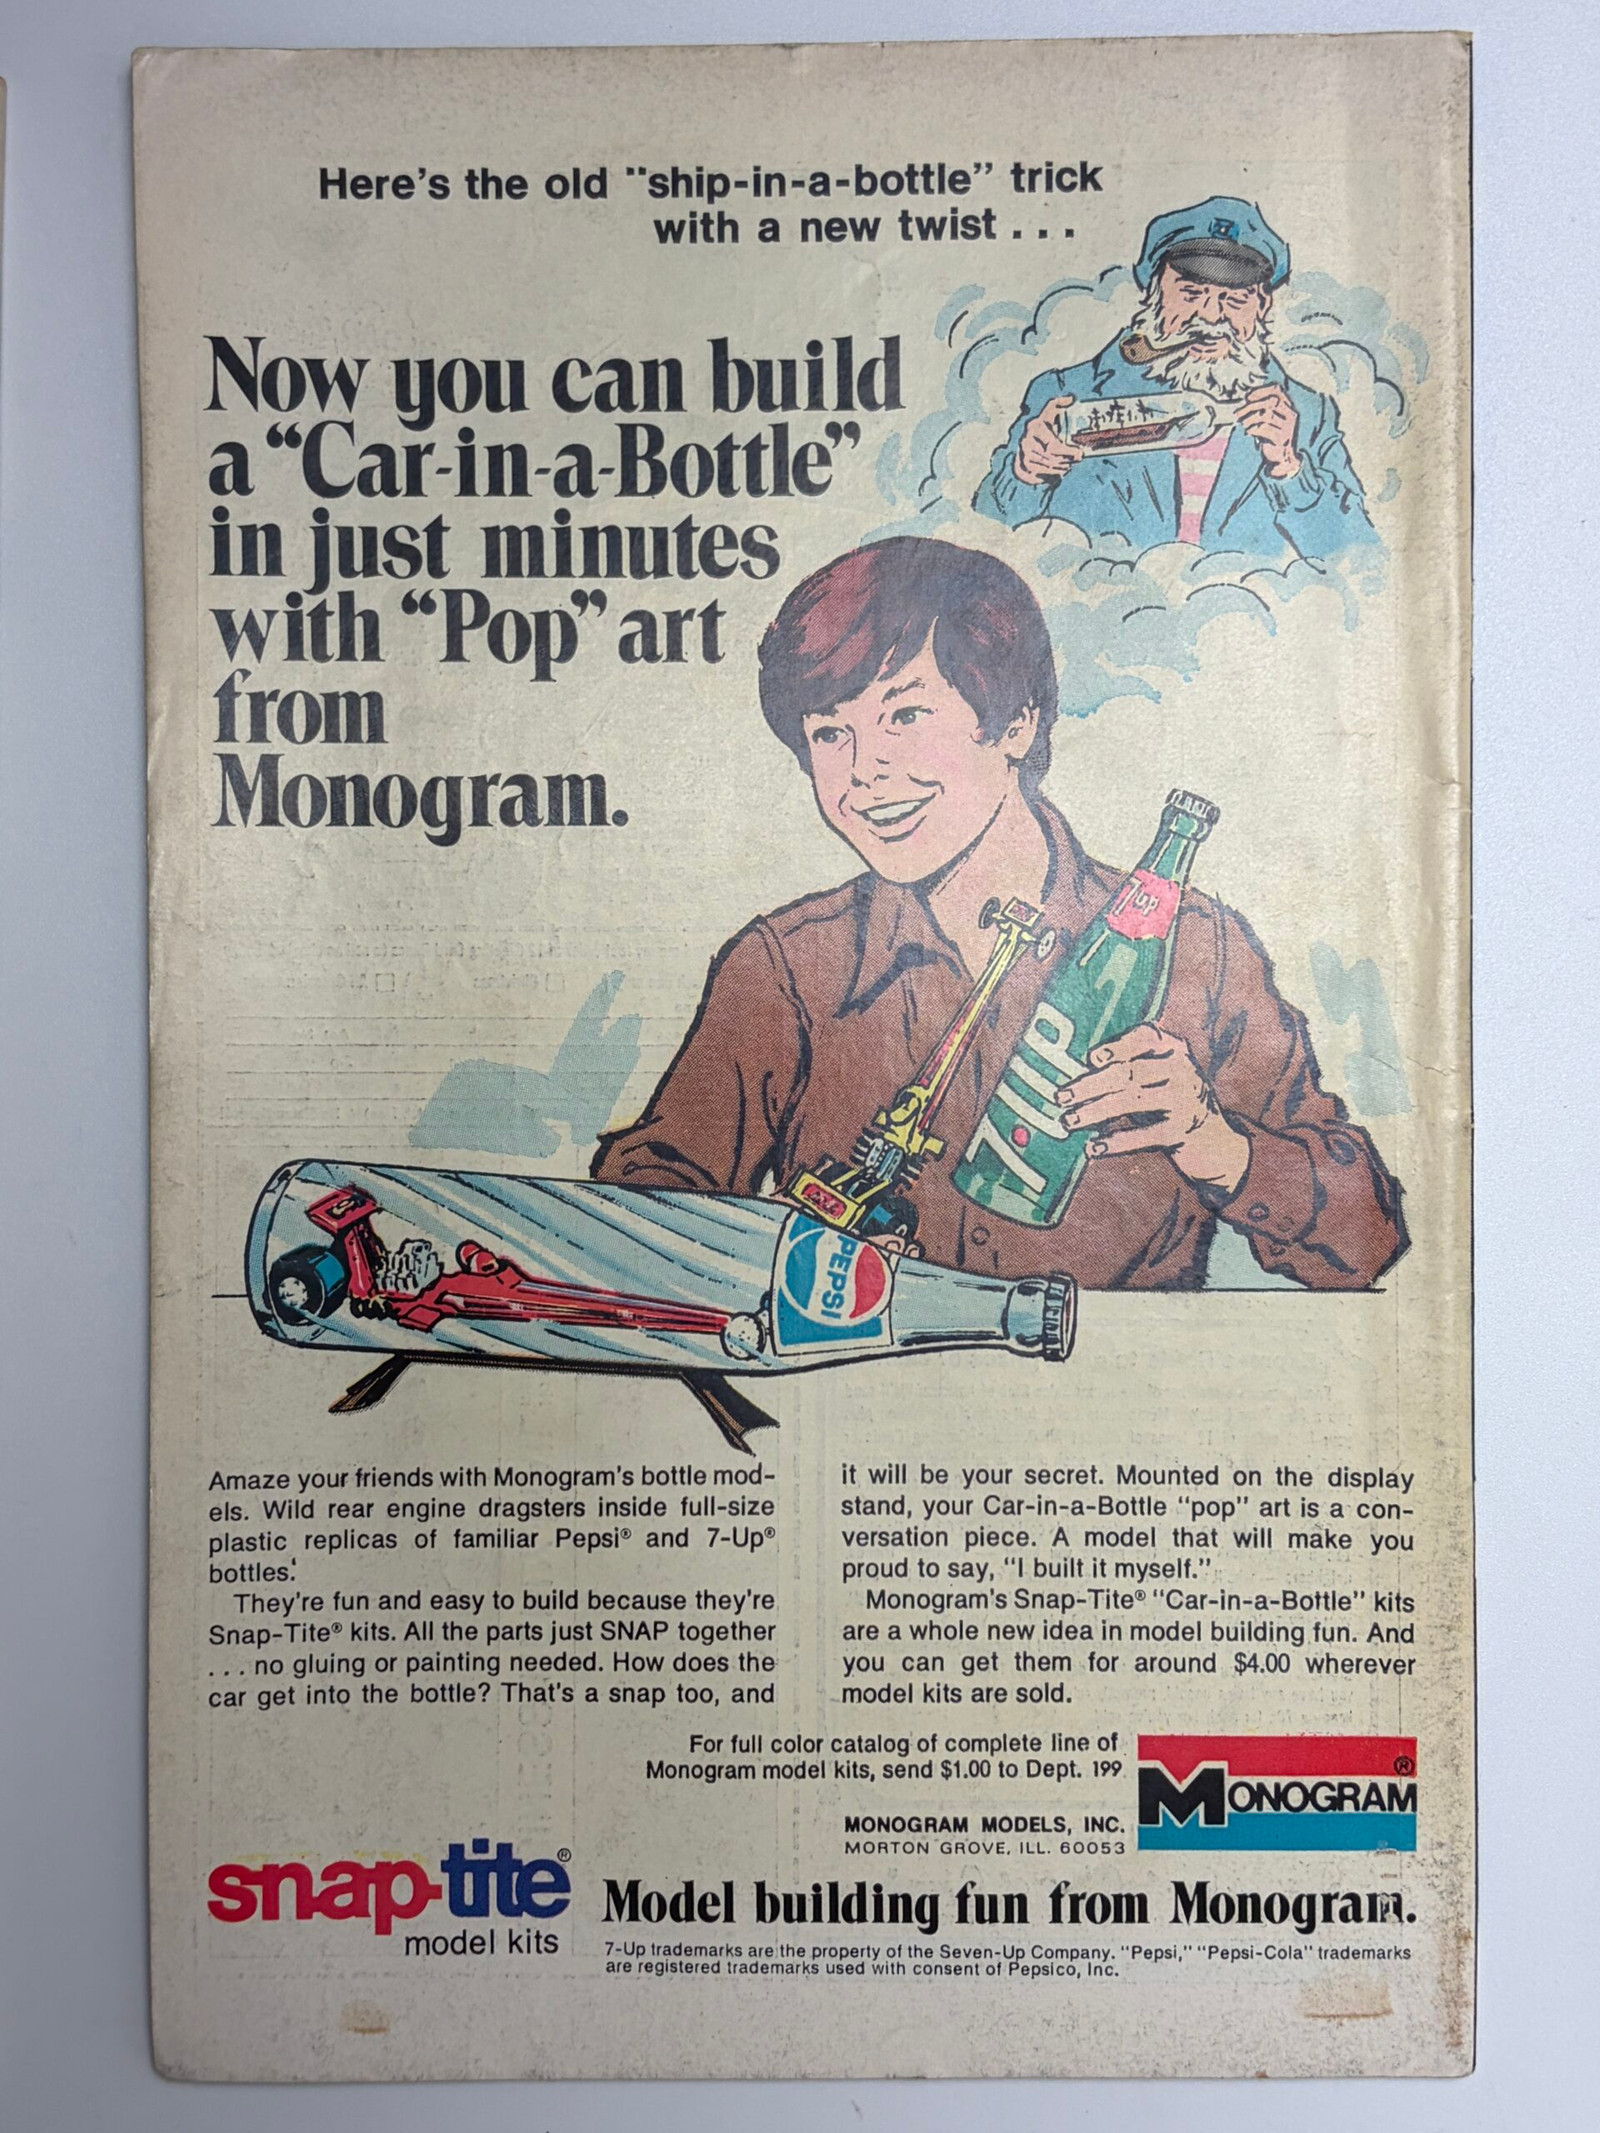 Here's the old "ship-in-a-bottle" trick
with a new twist . . .
Now you can build
a “Car-in-a-Bottle”
in just minutes
with “Pop” art
from
Monogram.
7UP
7·UP
PEPSI
Amaze your friends with Monogram's bottle mod-
els. Wild rear engine dragsters inside full-size
plastic replicas of familiar Pepsi® and 7-Up®
bottles.
They're fun and easy to build because they're
Snap-Tite® kits. All the parts just SNAP together
. . . no gluing or painting needed. How does the
car get into the bottle? That's a snap too, and
it will be your secret. Mounted on the display
stand, your Car-in-a-Bottle “pop” art is a con-
versation piece. A model that will make you
proud to say, “I built it myself.”
Monogram's Snap-Tite® “Car-in-a-Bottle” kits
are a whole new idea in model building fun. And
you can get them for around $4.00 wherever
model kits are sold.
For full color catalog of complete line of
Monogram model kits, send $1.00 to Dept. 199
MONOGRAM MODELS, INC.
MORTON GROVE, ILL. 60053
MONOGRAM®
snap-tite®
model kits
Model building fun from Monogram.
7-Up trademarks are the property of the Seven-Up Company. “Pepsi,” “Pepsi-Cola” trademarks
are registered trademarks used with consent of Pepsico, Inc.